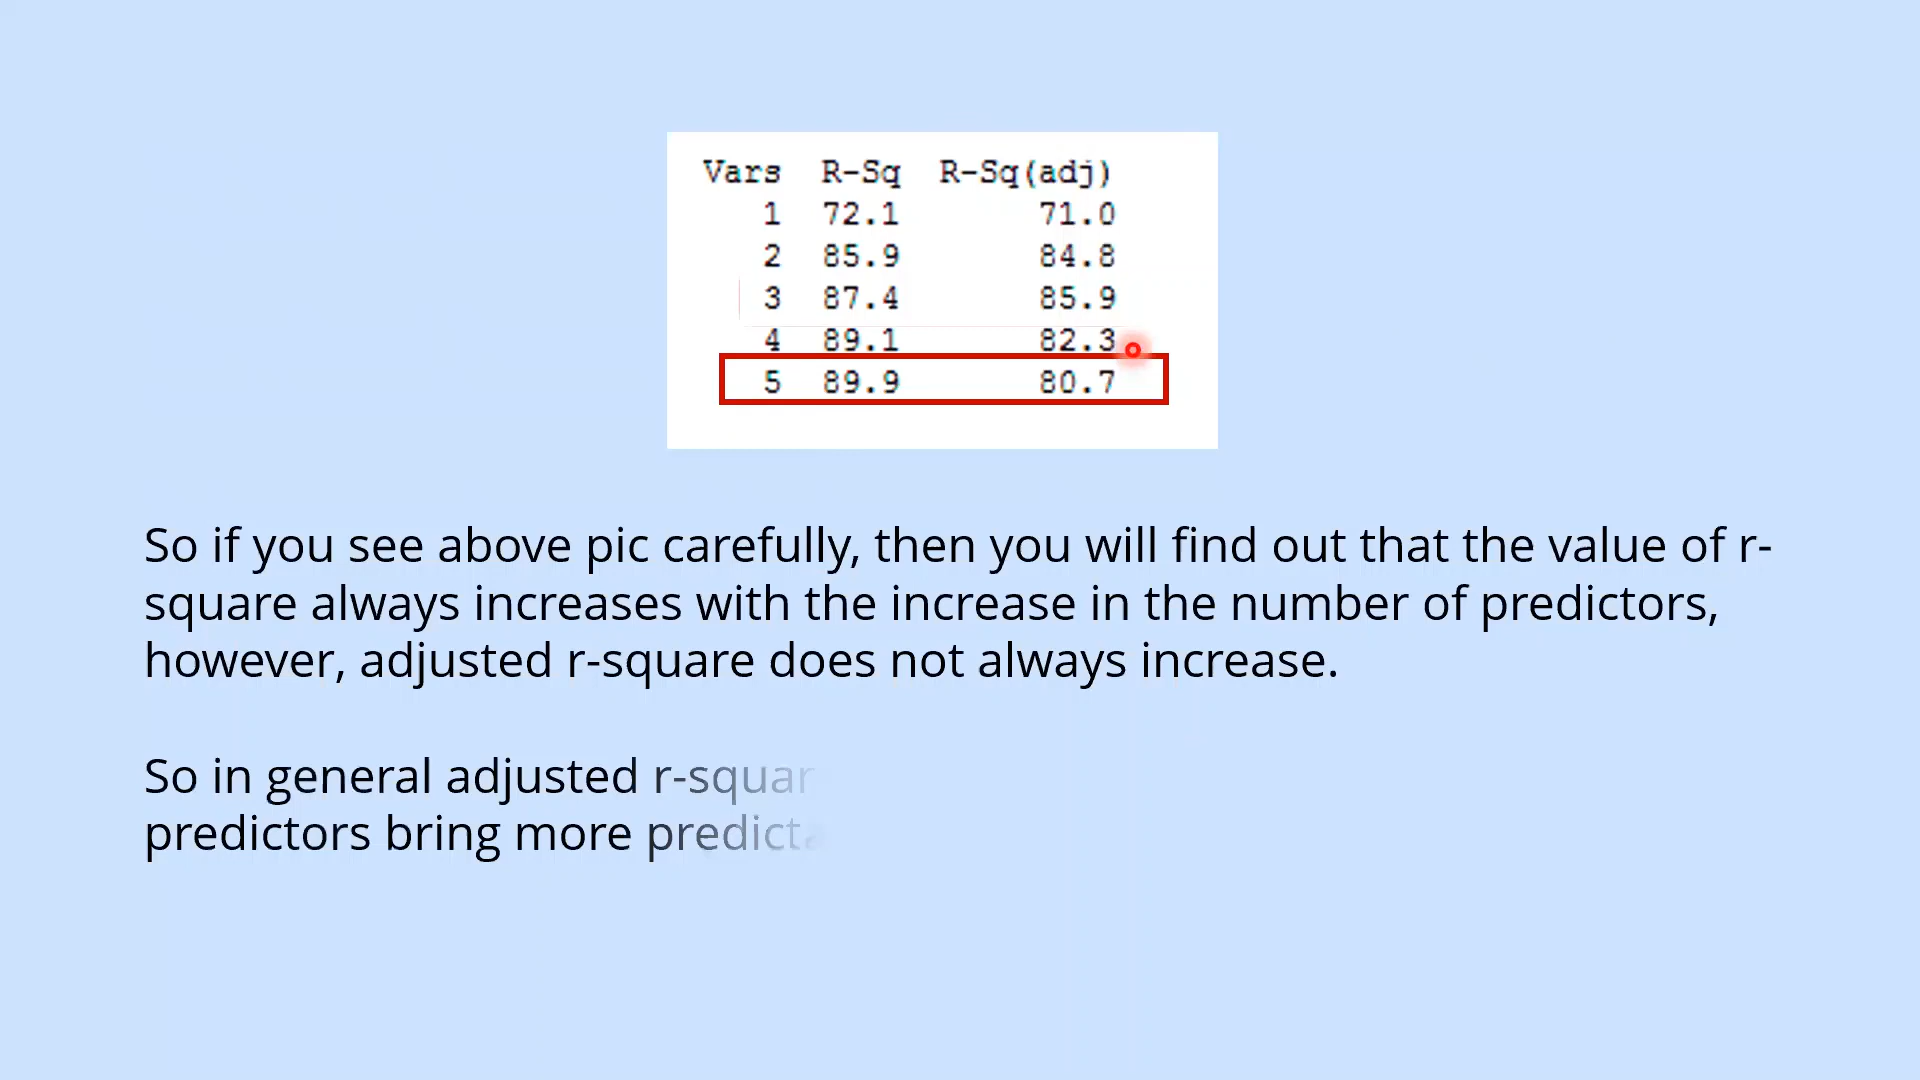 Vars R-Sq R-Sq(adj)
1 72.1 71.0
2 85.9 84.8
3 87.4 85.9
4 89.1 82.3
5 89.9 80.7
So if you see above pic carefully, then you will find out that the value of r-
square always increases with the increase in the number of predictors,
however, adjusted r-square does not always increase.
So in general adjusted r-squar
predictors bring more predicta